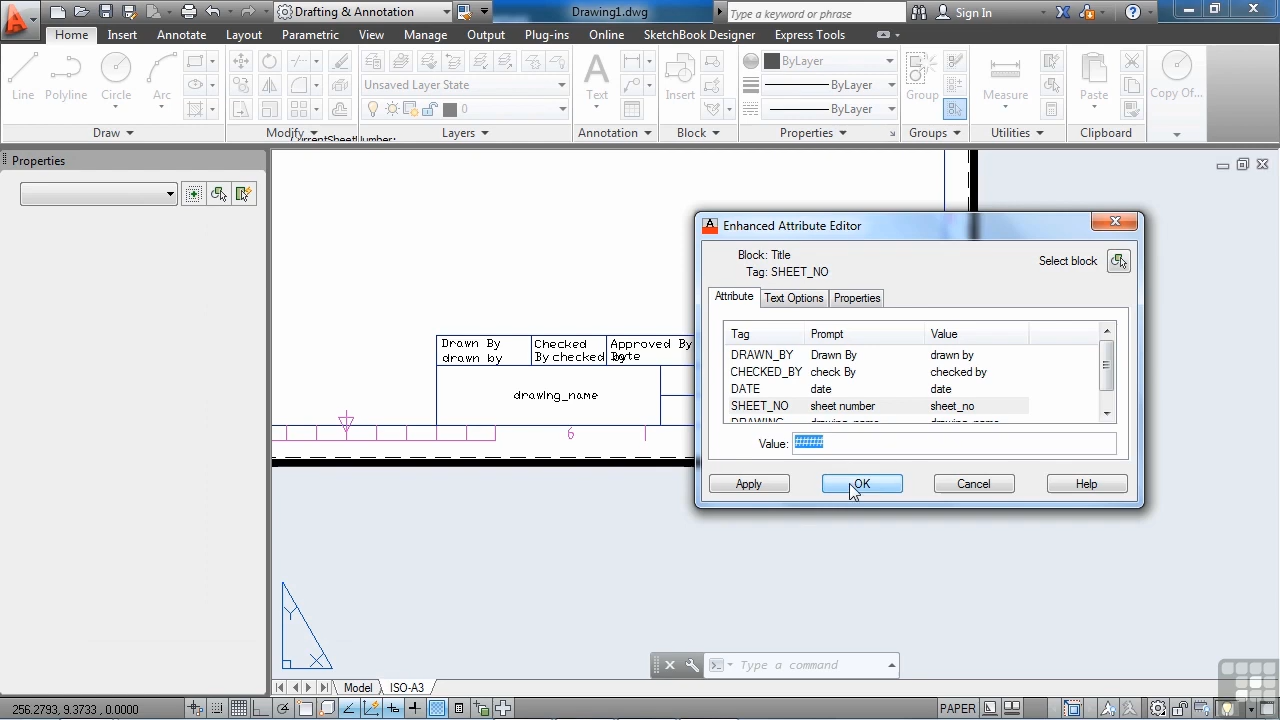 Drafting & Annotation
Drawing1.dwg
Type a keyword or phrase
Sign In
Home
Insert
Annotate
Layout
Parametric
View
Manage
Output
Plug-ins
Online
SketchBook Designer
Express Tools
Line
Polyline
Circle
Arc
Unsaved Layer State
0
Text
Insert
ByLayer
ByLayer
ByLayer
Group
Measure
Paste
Copy Of...
Draw
Modify
Layers
Annotation
Block
Properties
Groups
Utilities
Clipboard
Properties
Drawn By
drawn by
Checked
By checked by
Approved By
drawing_name
6
Y
X
Enhanced Attribute Editor
Block: Title
Tag: SHEET_NO
Select block
Attribute
Text Options
Properties
Tag Prompt Value
DRAWN_BY Drawn By drawn by
CHECKED_BY check By checked by
DATE date date
SHEET_NO sheet number sheet_no
Value: ####
Apply
OK
Cancel
Help
Type a command
Model
ISO-A3
256.2793, 9.3733, 0.0000
PAPER